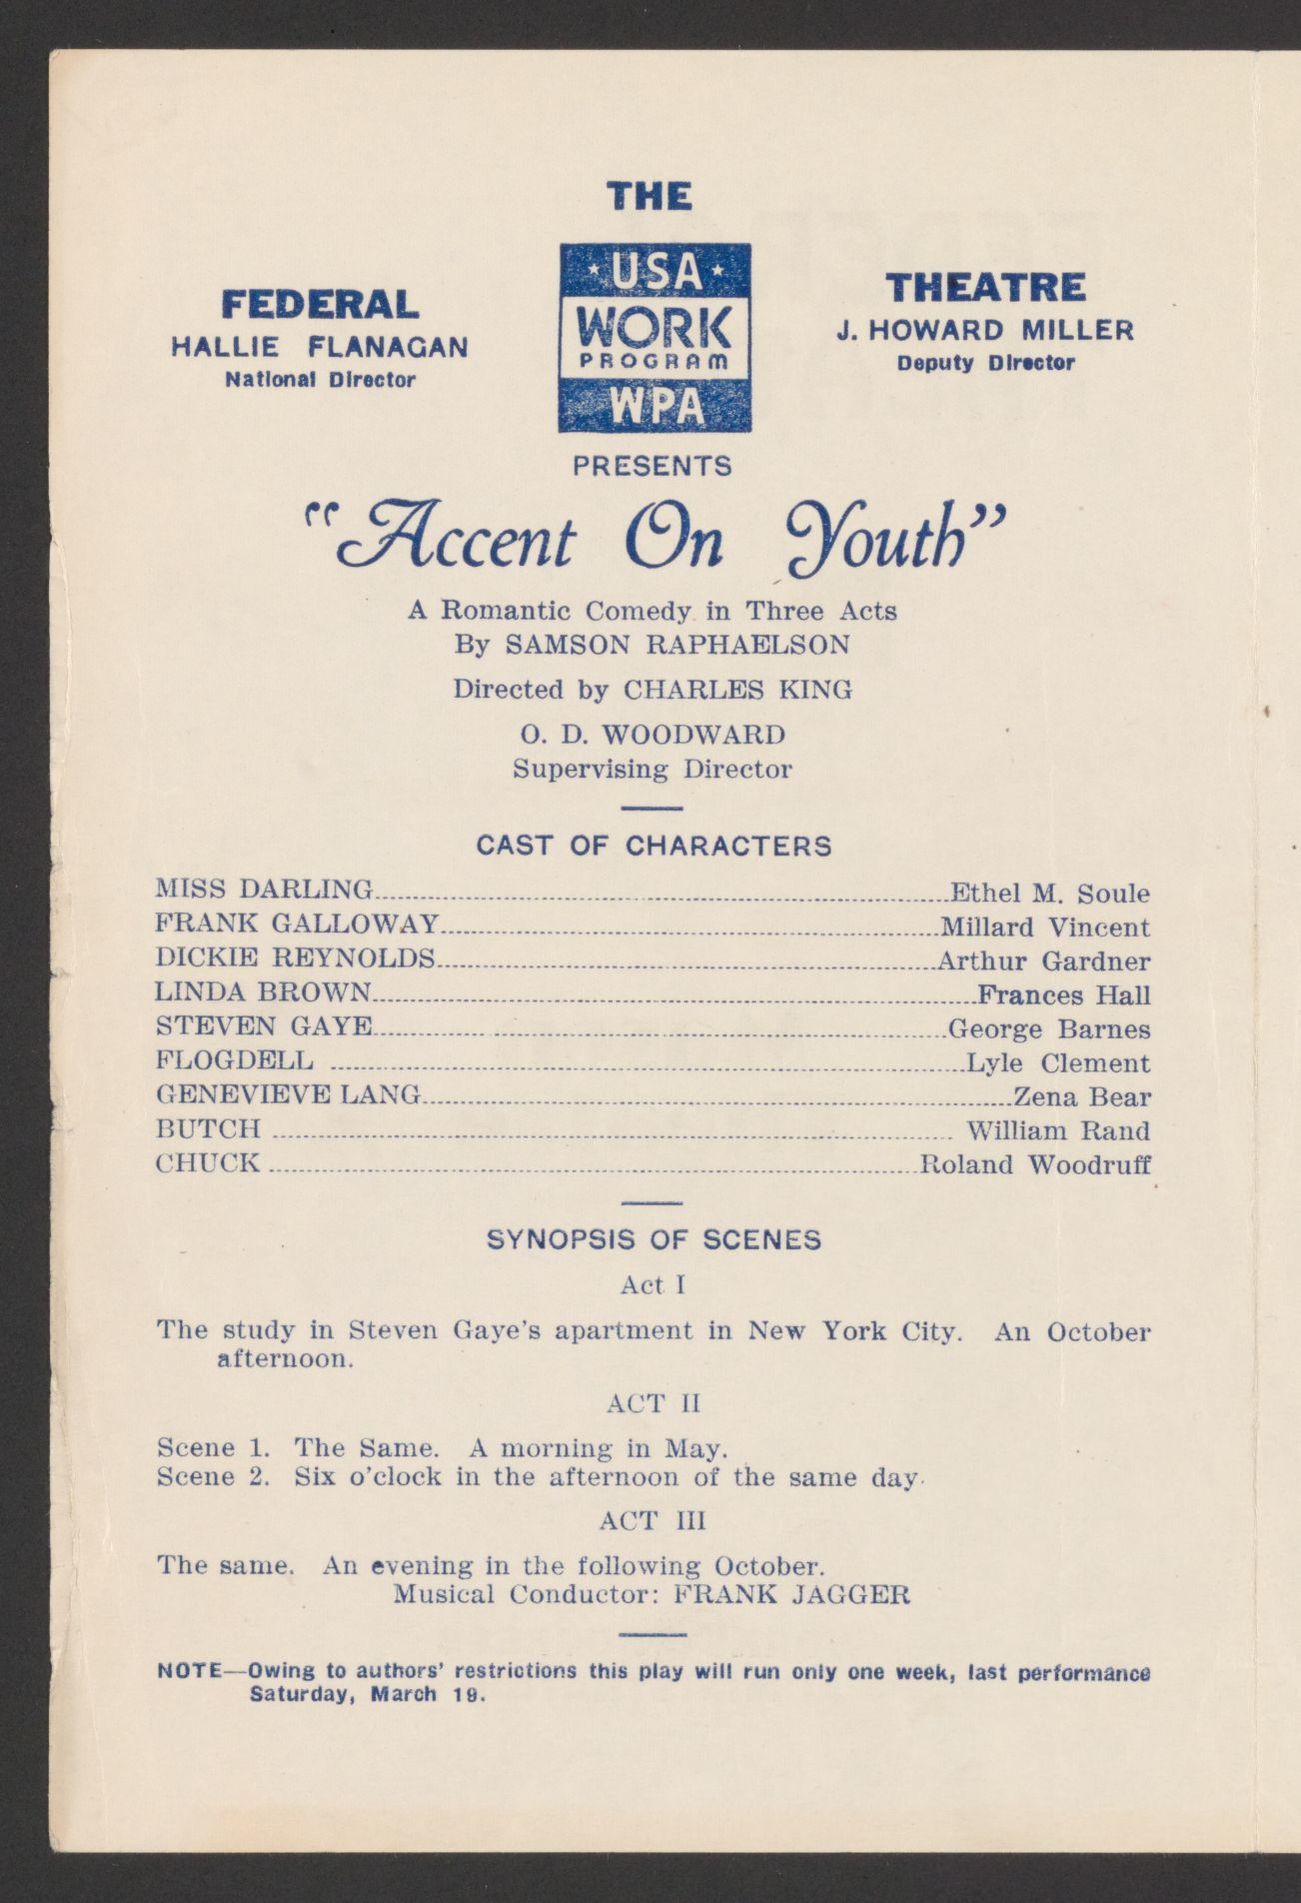 THE
FEDERAL
HALLIE FLANAGAN
National Director
USA
WORK
PROGRAM
WPA
THEATRE
J. HOWARD MILLER
Deputy Director
PRESENTS
"Accent On Youth"
A Romantic Comedy in Three Acts
By SAMSON RAPHAELSON
Directed by CHARLES KING
O. D. WOODWARD
Supervising Director
CAST OF CHARACTERS
MISS DARLING Ethel M. Soule
FRANK GALLOWAY Millard Vincent
DICKIE REYNOLDS Arthur Gardner
LINDA BROWN Frances Hall
STEVEN GAYE George Barnes
FLOGDELL Lyle Clement
GENEVIEVE LANG Zena Bear
BUTCH William Rand
CHUCK Roland Woodruff
SYNOPSIS OF SCENES
Act I
The study in Steven Gaye's apartment in New York City. An October
afternoon.
ACT II
Scene 1. The Same. A morning in May.
Scene 2. Six o'clock in the afternoon of the same day.
ACT III
The same. An evening in the following October.
Musical Conductor: FRANK JAGGER
NOTE—Owing to authors' restrictions this play will run only one week, last performance
Saturday, March 19.